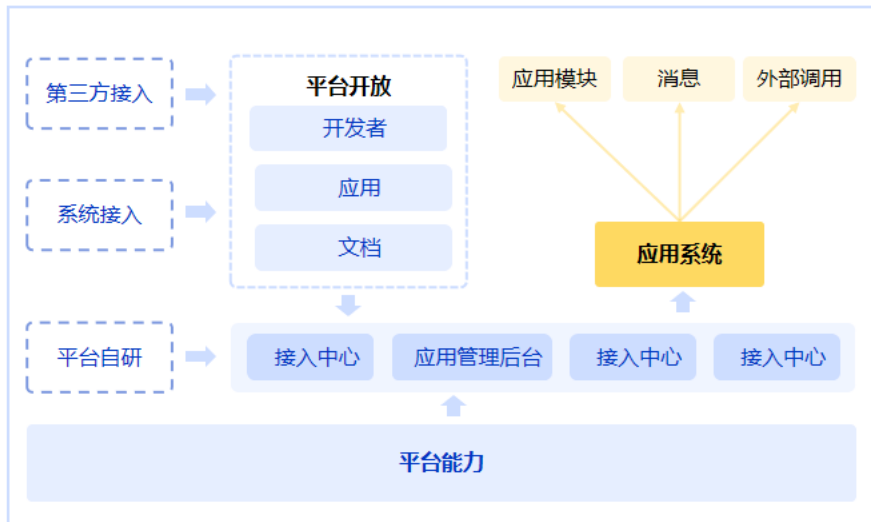 第三方接入
平台开放
开发者
应用
文档
系统接入
平台自研
接入中心
应用管理后台
接入中心
接入中心
平台能力
应用模块
消息
外部调用
应用系统